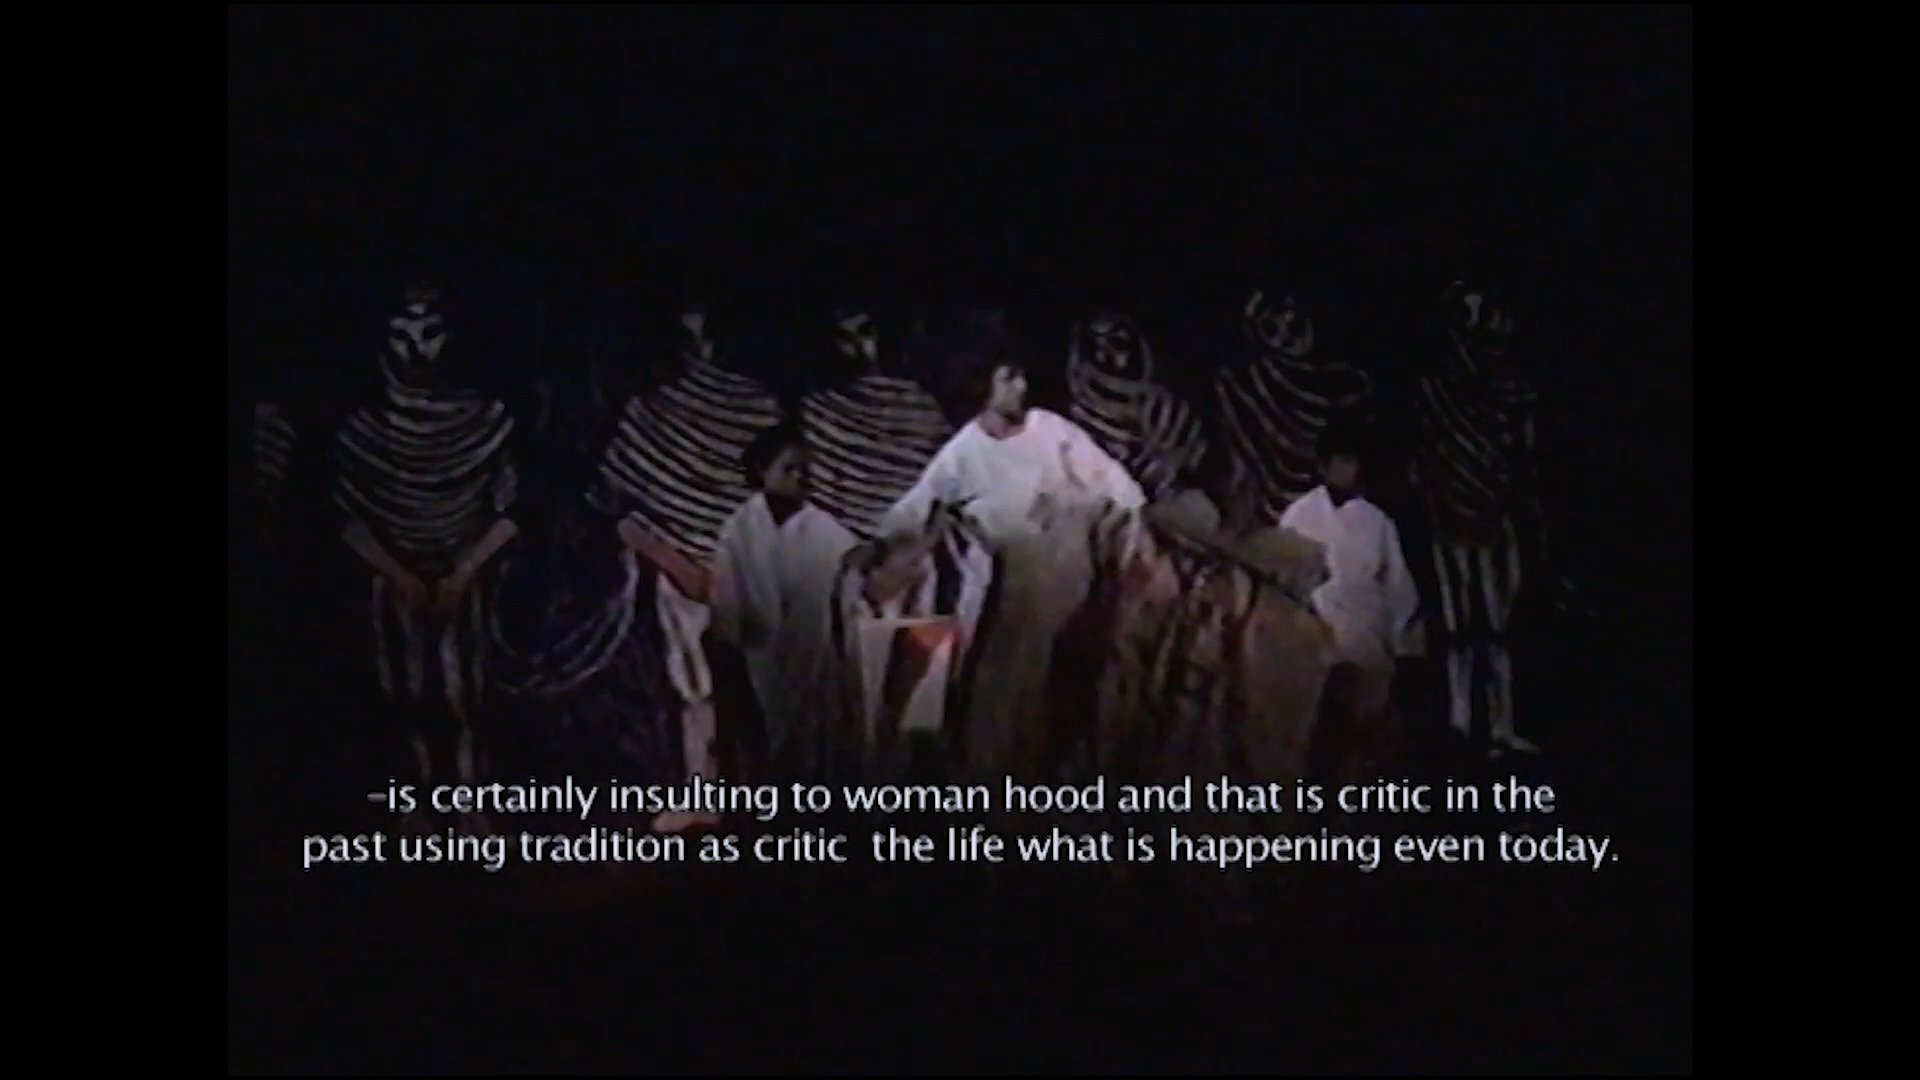 -is certainly insulting to woman hood and that is critic in the
past using tradition as critic  the life what is happening even today.